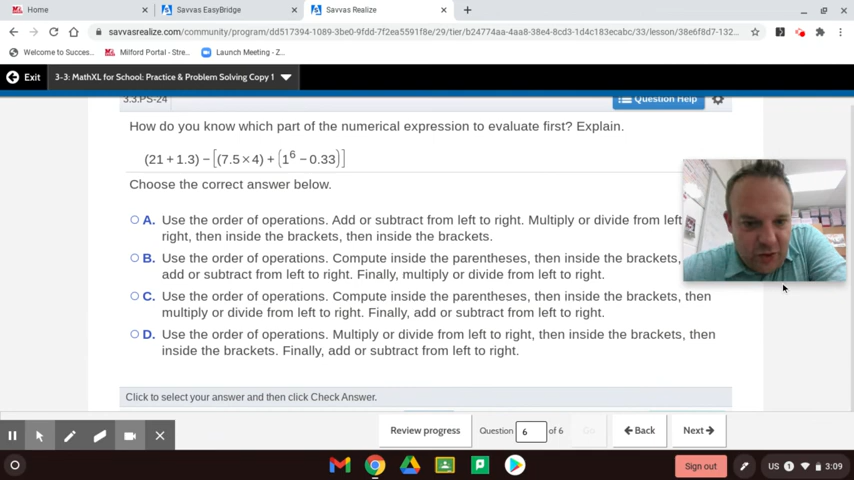 Home
Savvas EasyBridge
Savvas Realize
savvasrealize.com/community/program/dd517394-1089-3be0-9fdd-7f2ea5591f8e/29/tier/b24774aa-4aa8-38e4-8cd3-1d4c183ecabc/33/lesson/38e6f8d7-132...
Welcome to Succes...
Milford Portal - Stre...
Launch Meeting - Z...
Exit
3-3: MathXL for School: Practice & Problem Solving Copy 1
3.3.PS-24
Question Help
How do you know which part of the numerical expression to evaluate first? Explain.
(21 + 1.3) − [(7.5 × 4) + (1⁶ − 0.33)]
Choose the correct answer below.
A. Use the order of operations. Add or subtract from left to right. Multiply or divide from left
right, then inside the brackets, then inside the brackets.
B. Use the order of operations. Compute inside the parentheses, then inside the brackets,
add or subtract from left to right. Finally, multiply or divide from left to right.
C. Use the order of operations. Compute inside the parentheses, then inside the brackets, then
multiply or divide from left to right. Finally, add or subtract from left to right.
D. Use the order of operations. Multiply or divide from left to right, then inside the brackets, then
inside the brackets. Finally, add or subtract from left to right.
Click to select your answer and then click Check Answer.
Review progress
Question 6 of 6
Go
Back
Next
Sign out
US
1
3:09